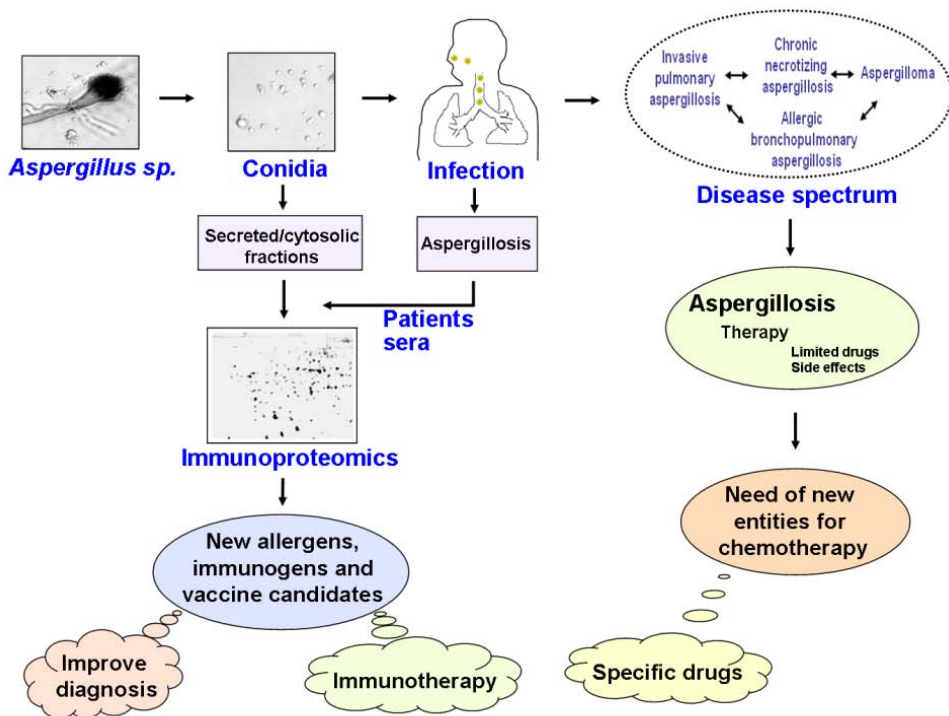 Aspergillus sp.
Conidia
Infection
Invasive
pulmonary
aspergillosis
Chronic
necrotizing
aspergillosis
Aspergilloma
Allergic
bronchopulmonary
aspergillosis
Disease spectrum
Secreted/cytosolic
fractions
Aspergillosis
Patients
sera
Immunoproteomics
Aspergillosis
Therapy
Limited drugs
Side effects
New allergens,
immunogens and
vaccine candidates
Need of new
entities for
chemotherapy
Improve
diagnosis
Immunotherapy
Specific drugs